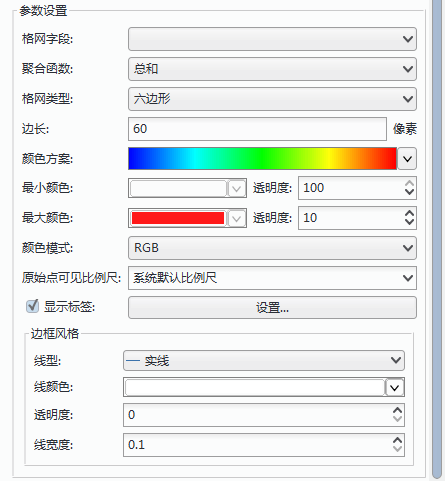 参数设置
格网字段:
聚合函数: 总和
格网类型: 六边形
边长: 60 像素
颜色方案:
最小颜色: 透明度: 100
最大颜色: 透明度: 10
颜色模式: RGB
原始点可见比例尺: 系统默认比例尺
显示标签: 设置...
边框风格
线型: 实线
线颜色:
透明度: 0
线宽度: 0.1